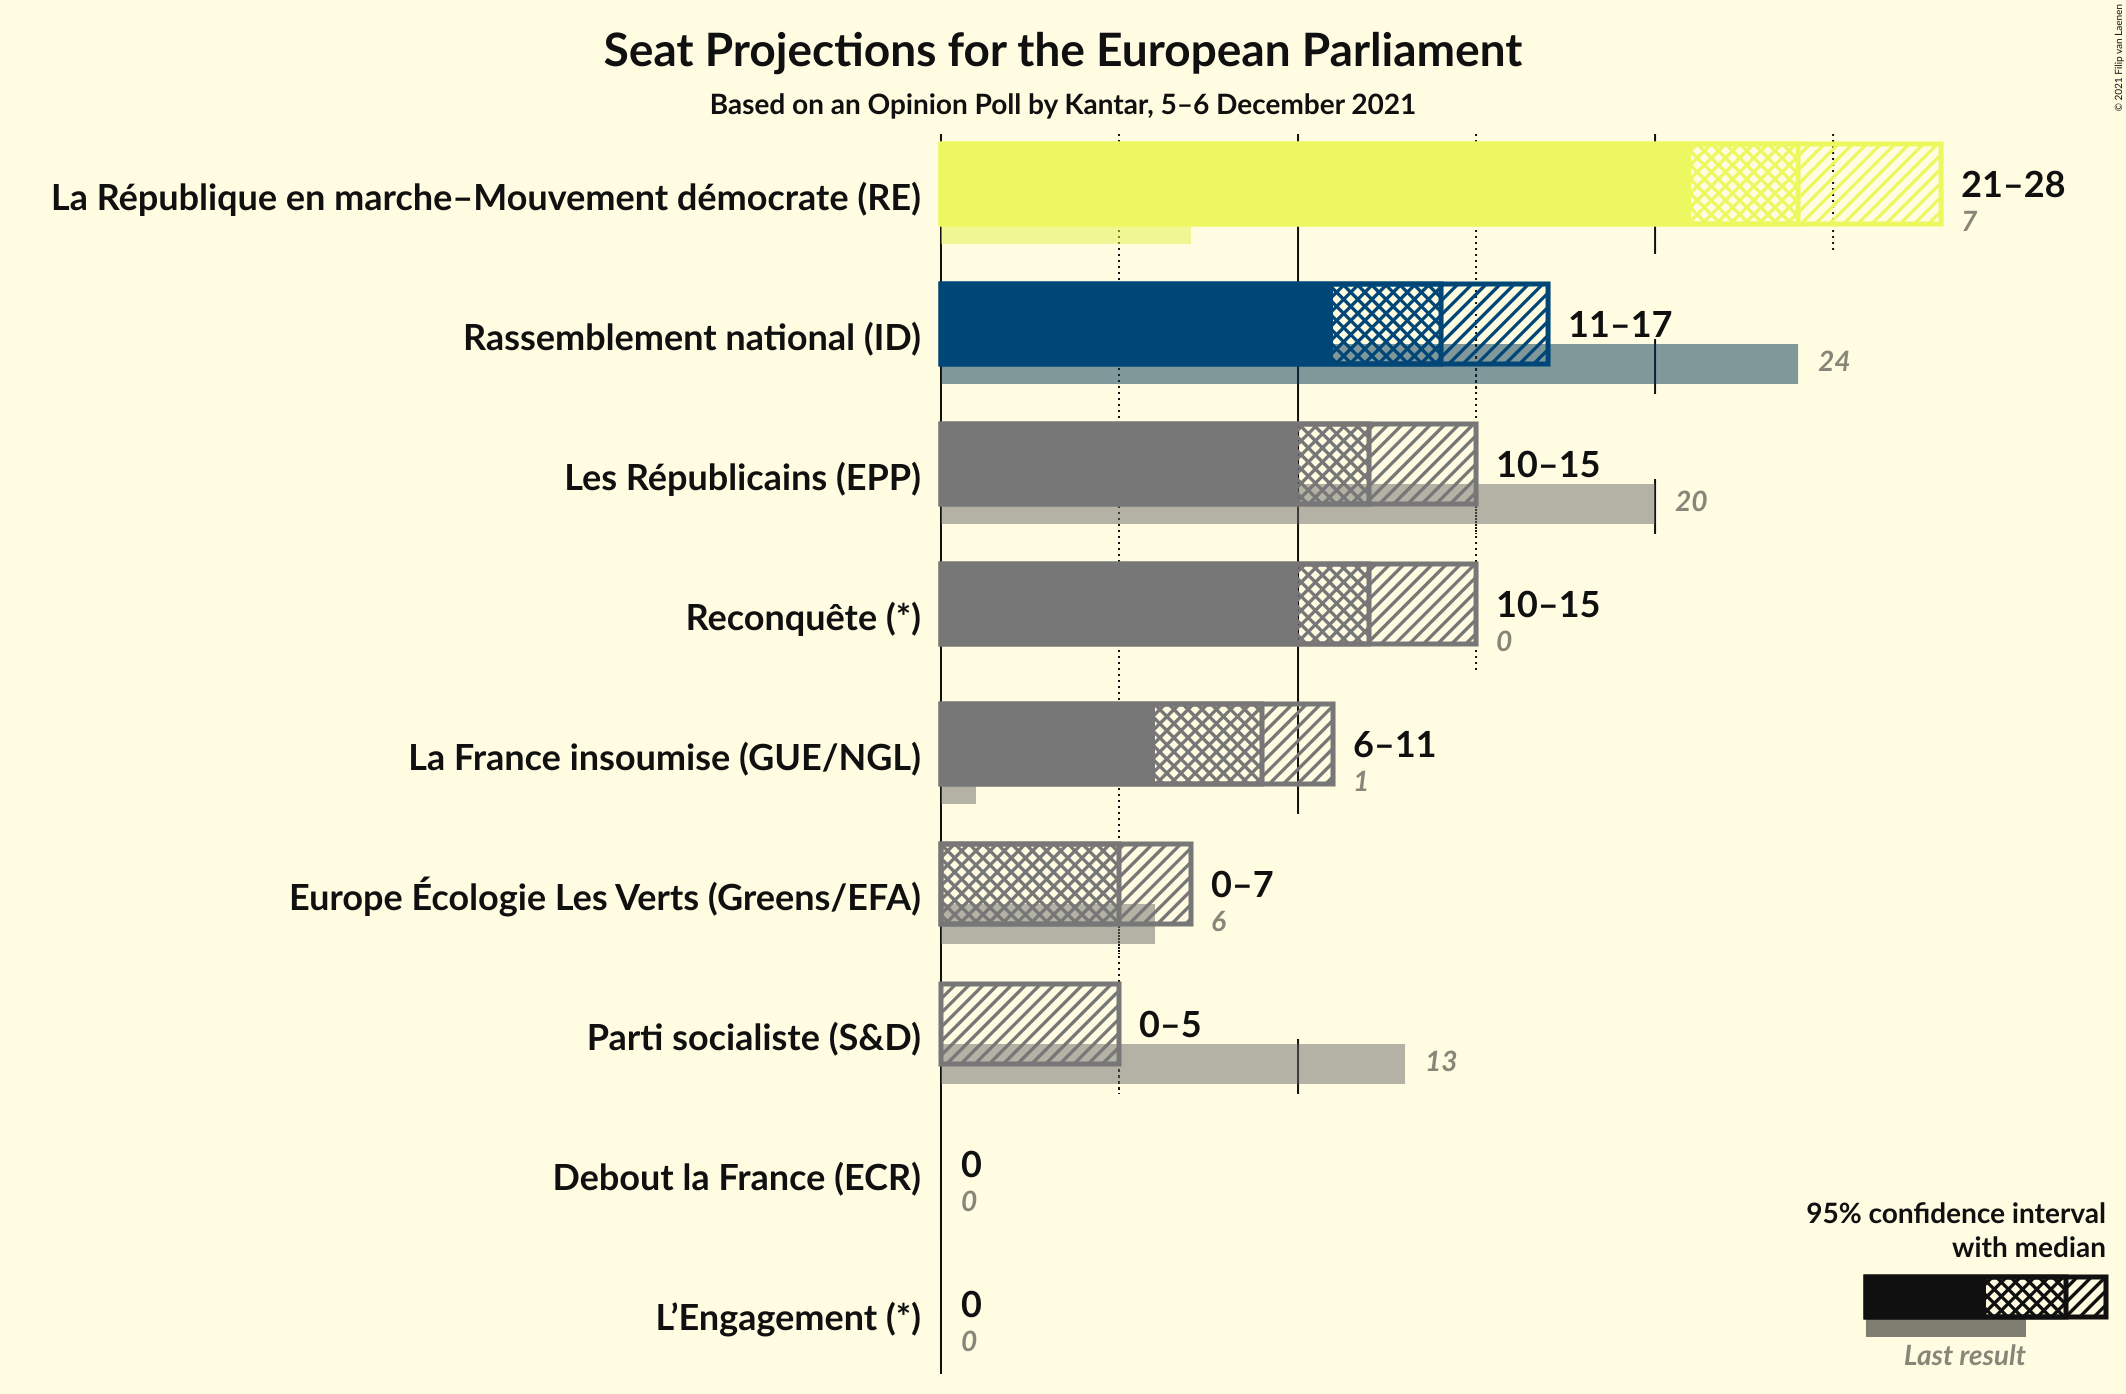 Seat Projections for the European Parliament
Based on an Opinion Poll by Kantar, 5–6 December 2021
© 2021 Filip van Laenen
La République en marche–Mouvement démocrate (RE)
21–28
7
Rassemblement national (ID)
11–17
24
Les Républicains (EPP)
10–15
20
Reconquête (*)
10–15
0
La France insoumise (GUE/NGL)
6–11
1
Europe Écologie Les Verts (Greens/EFA)
0–7
6
Parti socialiste (S&D)
0–5
13
Debout la France (ECR)
0
0
L’Engagement (*)
0
0
95% confidence interval
with median
Last result